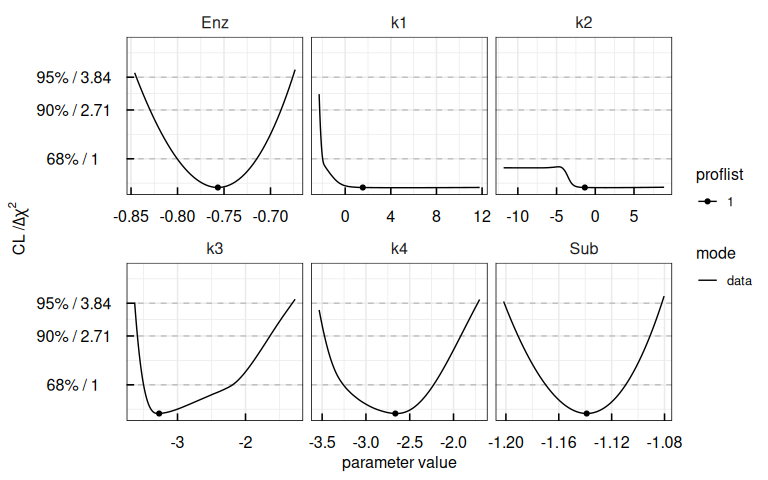 Enz k1 k2
95% / 3.84
90% / 2.71
68% / 1
-0.85 -0.80 -0.75 -0.70 0 4 8 12 -10 -5 0 5
k3 k4 Sub
95% / 3.84
90% / 2.71
68% / 1
-3 -2 -3.5 -3.0 -2.5 -2.0 -1.20 -1.16 -1.12 -1.08
parameter value
CL /Δχ²
proflist
1
mode
data